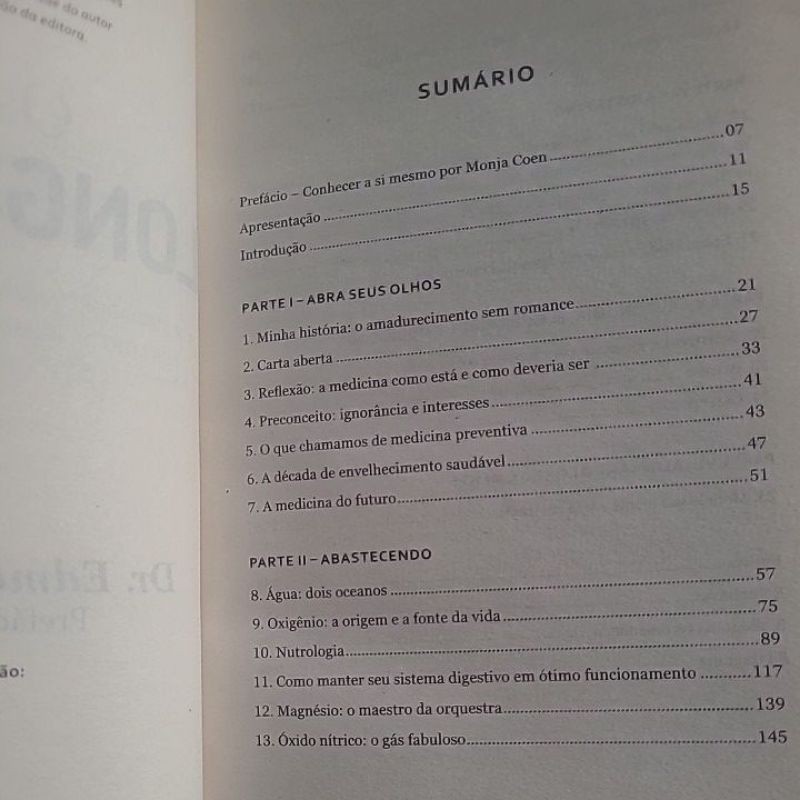 do autor
ão da editora.
SUMÁRIO
Prefácio – Conhecer a si mesmo por Monja Coen 07
Apresentação 11
Introdução 15
PARTE I – ABRA SEUS OLHOS
1. Minha história: o amadurecimento sem romance 21
2. Carta aberta 27
3. Reflexão: a medicina como está e como deveria ser 33
4. Preconceito: ignorância e interesses 41
5. O que chamamos de medicina preventiva 43
6. A década de envelhecimento saudável 47
7. A medicina do futuro 51
PARTE II – ABASTECENDO
8. Água: dois oceanos 57
9. Oxigênio: a origem e a fonte da vida 75
10. Nutrologia 89
11. Como manter seu sistema digestivo em ótimo funcionamento 117
12. Magnésio: o maestro da orquestra 139
13. Óxido nítrico: o gás fabuloso 145
ão: